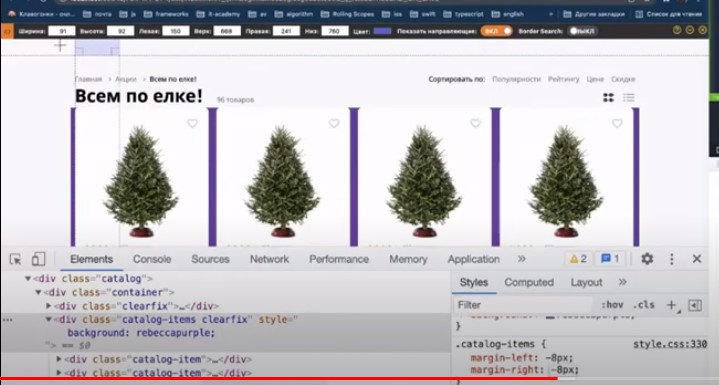 Клавогонки - онл... почта js frameworks it-academy av algorithm Rolling Scopes ios swift typescript english » Другие закладки Список для чтения
Ширина: 91 Высота: 92 Левая: 150 Верх: 668 Правая: 241 Низ: 760 Цвет: Показать направляющие: ВКЛ Border Search: ВЫКЛ
Главная > Акции > Всем по елке! Сортировать по: Популярности Рейтингу Цене Скидке
Всем по елке! 96 товаров
Elements Console Sources Network Performance Memory Application » 2 1
<div class="catalog"> Styles Computed Layout »
<div class="container"> Filter :hov .cls +
<div class="clearfix">…</div>
<div class="catalog-items clearfix" style="
background: rebeccapurple; }
"> == $0 .catalog-items { style.css:330
<div class="catalog-item">…</div> margin-left: -8px;
<div class="catalog-item">…</div> margin-right: -8px;